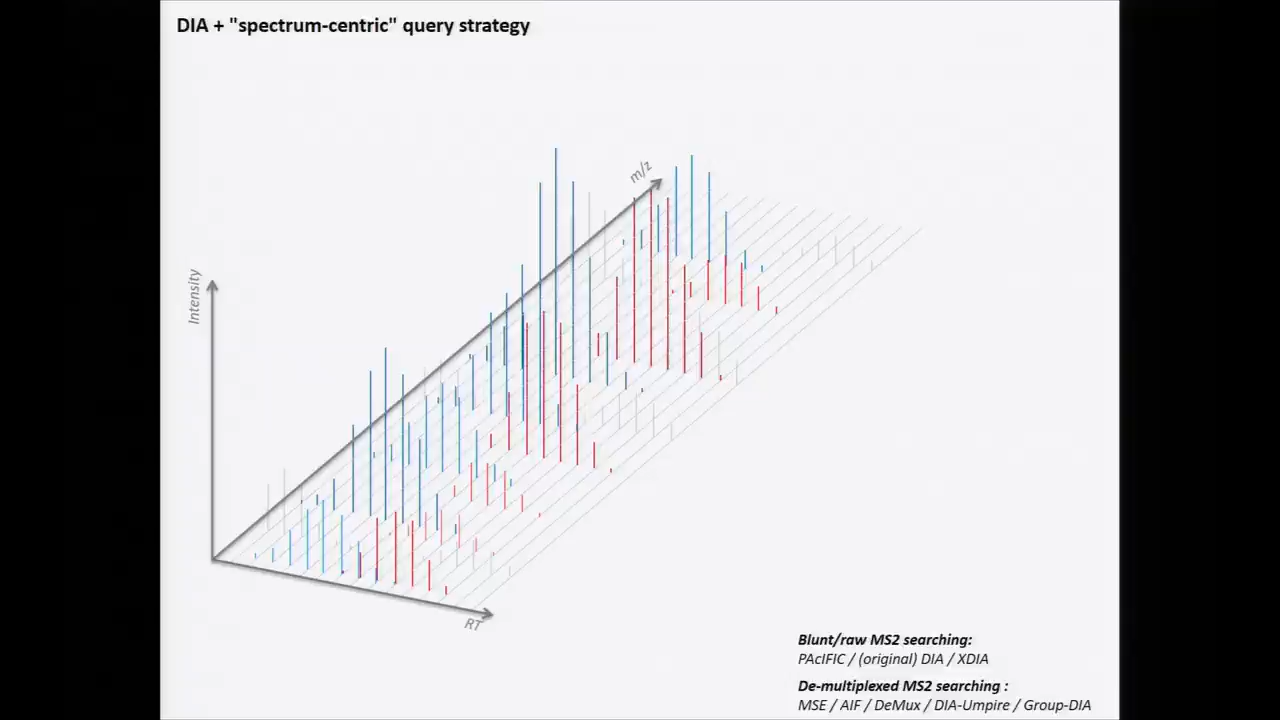 DIA + "spectrum-centric" query strategy
m/z
Intensity
RT
Blunt/raw MS2 searching:
PAcIFIC / (original) DIA / XDIA
De-multiplexed MS2 searching :
MSE / AIF / DeMux / DIA-Umpire / Group-DIA